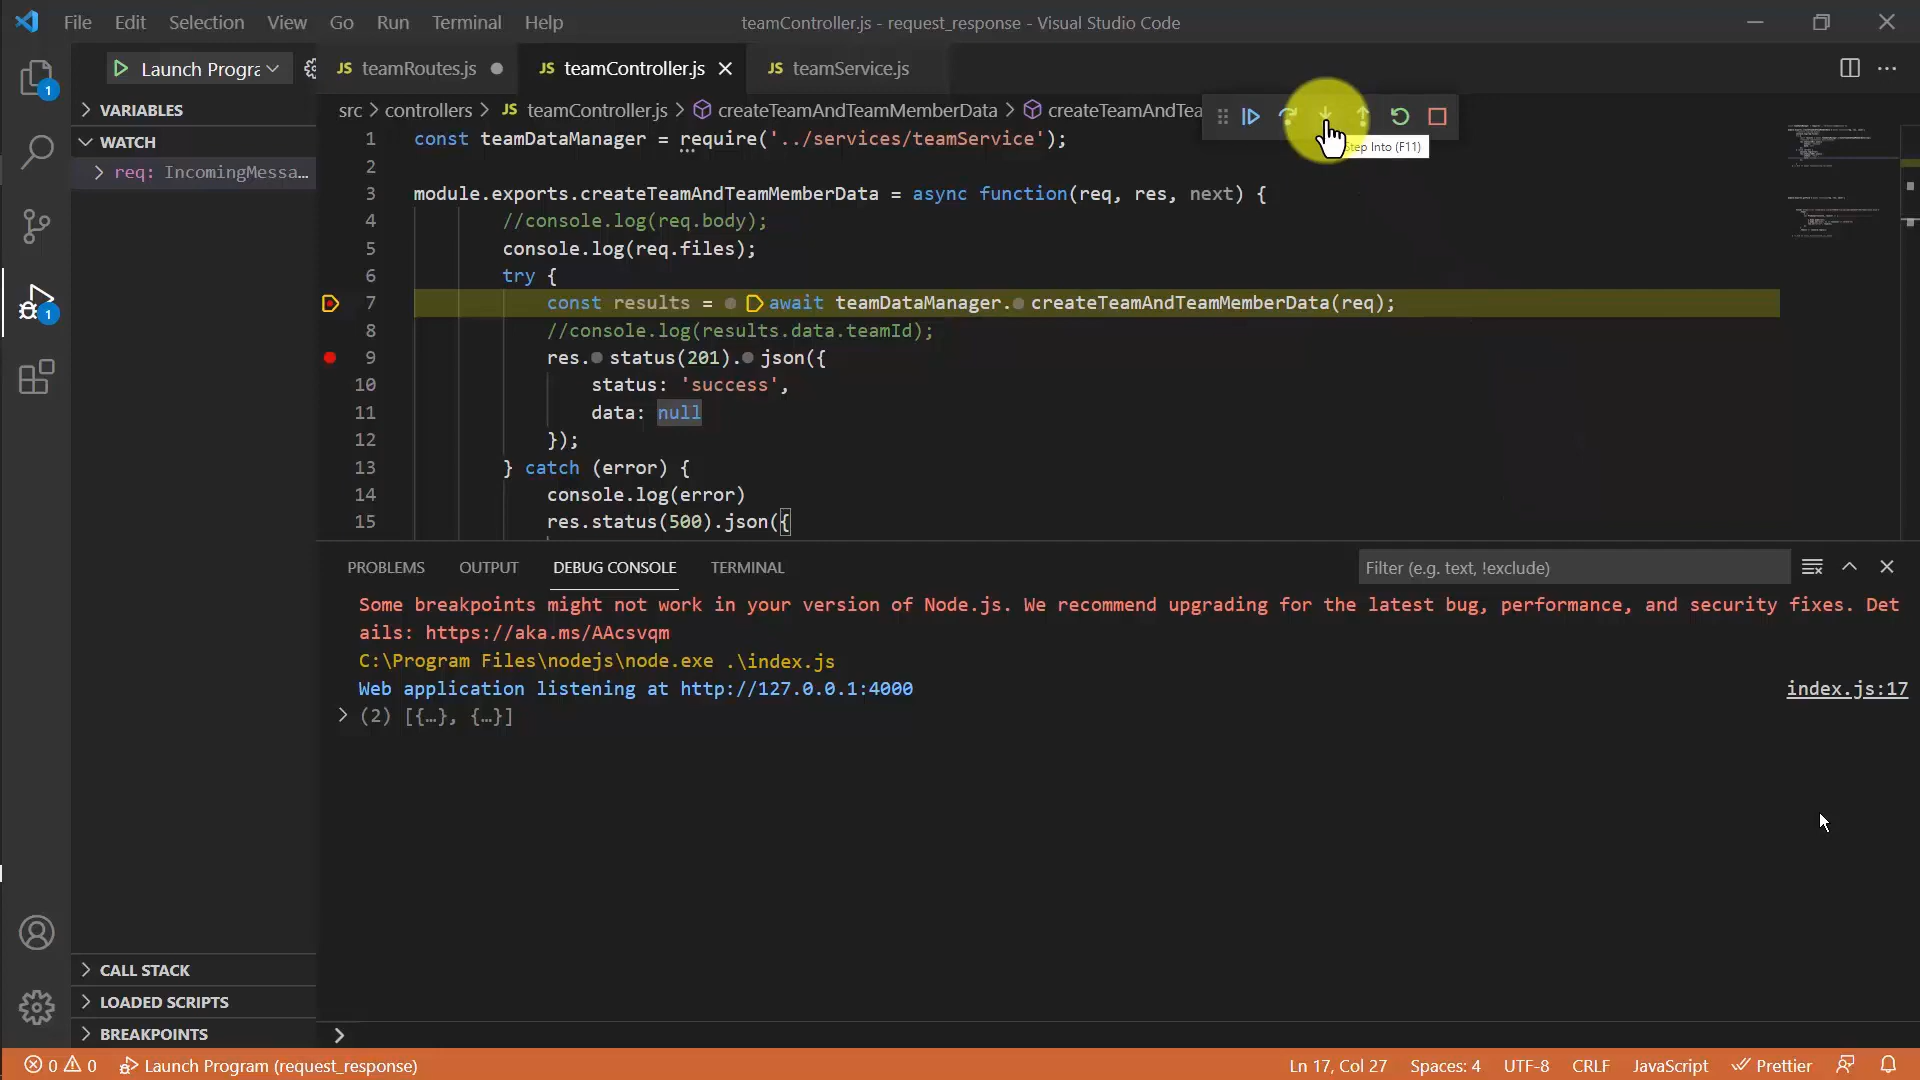 File Edit Selection View Go Run Terminal Help
teamController.js - request_response - Visual Studio Code
Launch Progra
JS teamRoutes.js
JS teamController.js
JS teamService.js
VARIABLES
WATCH
req: IncomingMessa...
src > controllers > JS teamController.js > createTeamAndTeamMemberData > createTeamAndTea
Step Into (F11)
1 const teamDataManager = require('../services/teamService');
2
3 module.exports.createTeamAndTeamMemberData = async function(req, res, next) {
4 //console.log(req.body);
5 console.log(req.files);
6 try {
7 const results = await teamDataManager.createTeamAndTeamMemberData(req);
8 //console.log(results.data.teamId);
9 res.status(201).json({
10 status: 'success',
11 data: null
12 });
13 } catch (error) {
14 console.log(error)
15 res.status(500).json({
1
1
PROBLEMS OUTPUT DEBUG CONSOLE TERMINAL
Filter (e.g. text, !exclude)
Some breakpoints might not work in your version of Node.js. We recommend upgrading for the latest bug, performance, and security fixes. Det
ails: https://aka.ms/AAcsvqm
C:\Program Files\nodejs\node.exe .\index.js
Web application listening at http://127.0.0.1:4000
index.js:17
> (2) [{…}, {…}]
CALL STACK
LOADED SCRIPTS
BREAKPOINTS
0 0 Launch Program (request_response)
Ln 17, Col 27 Spaces: 4 UTF-8 CRLF JavaScript Prettier